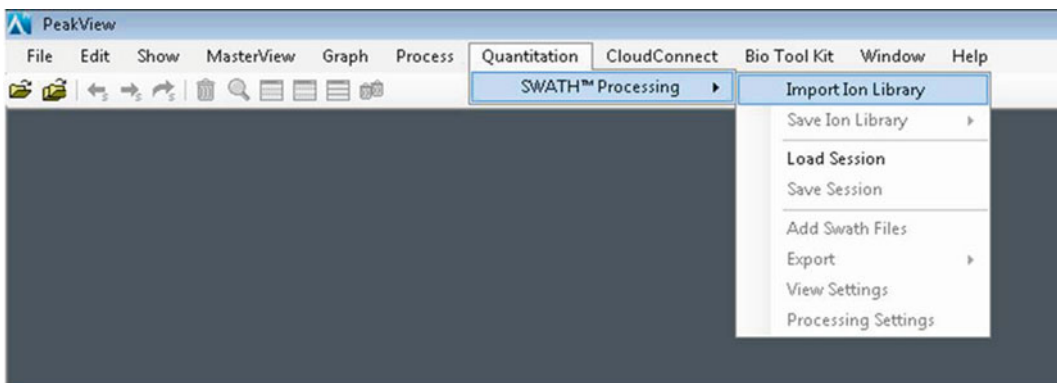 PeakView
File Edit Show MasterView Graph Process Quantitation CloudConnect Bio Tool Kit Window Help
SWATH™ Processing
Import Ion Library
Save Ion Library
Load Session
Save Session
Add Swath Files
Export
View Settings
Processing Settings